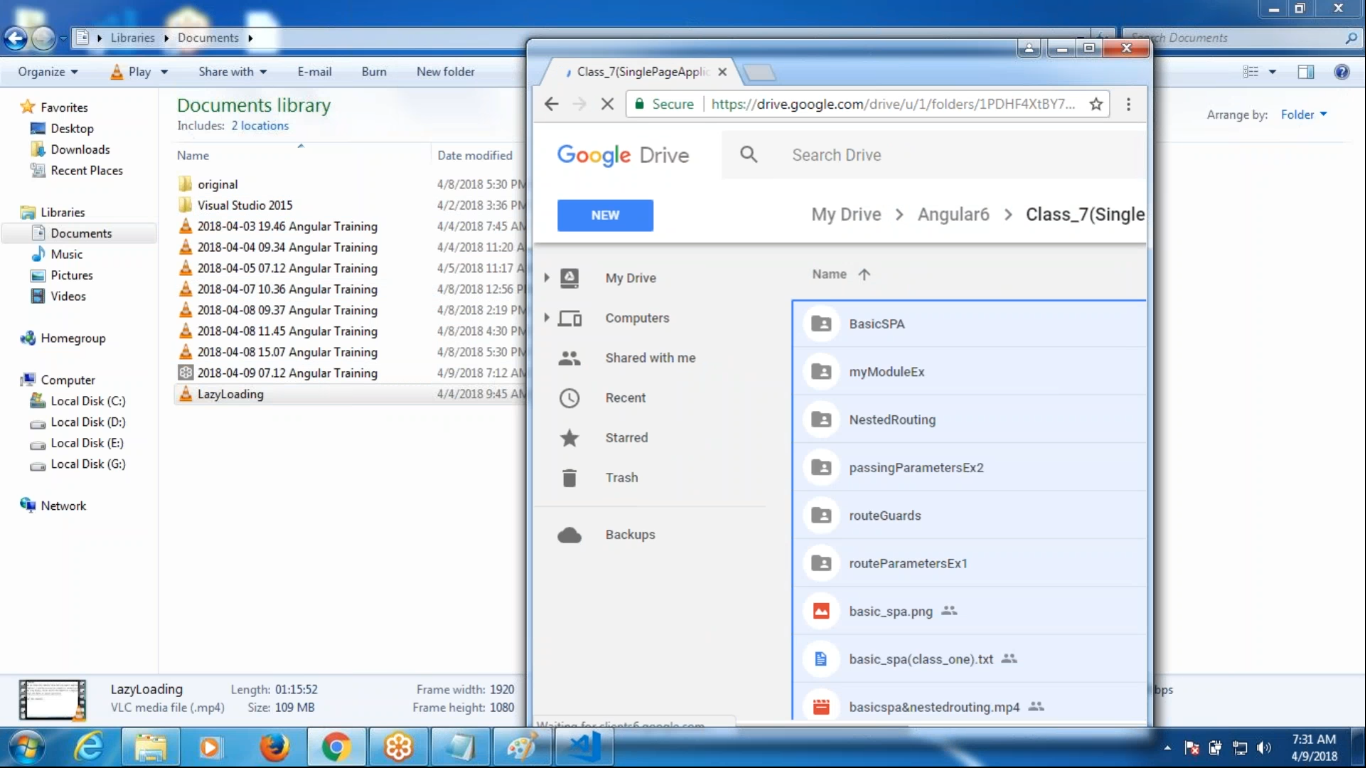 Libraries Documents
Search Documents
Organize Play Share with E-mail Burn New folder
Favorites
Desktop
Downloads
Recent Places
Libraries
Documents
Music
Pictures
Videos
Homegroup
Computer
Local Disk (C:)
Local Disk (D:)
Local Disk (E:)
Local Disk (G:)
Network
Documents library
Includes: 2 locations
Arrange by: Folder
Name Date modified
original 4/8/2018 5:30 PM
Visual Studio 2015 4/2/2018 3:36 PM
2018-04-03 19.46 Angular Training 4/4/2018 7:45 AM
2018-04-04 09.34 Angular Training 4/4/2018 11:20 A
2018-04-05 07.12 Angular Training 4/5/2018 11:17 A
2018-04-07 10.36 Angular Training 4/8/2018 12:56 P
2018-04-08 09.37 Angular Training 4/8/2018 2:19 PM
2018-04-08 11.45 Angular Training 4/8/2018 4:30 PM
2018-04-08 15.07 Angular Training 4/8/2018 5:30 PM
2018-04-09 07.12 Angular Training 4/9/2018 7:12 AM
LazyLoading 4/4/2018 9:45 AM
Class_7(SinglePageApplic
Secure https://drive.google.com/drive/u/1/folders/1PDHF4XtBY7...
Google Drive
Search Drive
NEW
My Drive > Angular6 > Class_7(Single
My Drive
Computers
Shared with me
Recent
Starred
Trash
Backups
Name
BasicSPA
myModuleEx
NestedRouting
passingParametersEx2
routeGuards
routeParametersEx1
basic_spa.png
basic_spa(class_one).txt
basicspa&nestedrouting.mp4
Waiting for clients6.google.com
LazyLoading Length: 01:15:52 Frame width: 1920
VLC media file (.mp4) Size: 109 MB Frame height: 1080
bps
7:31 AM
4/9/2018